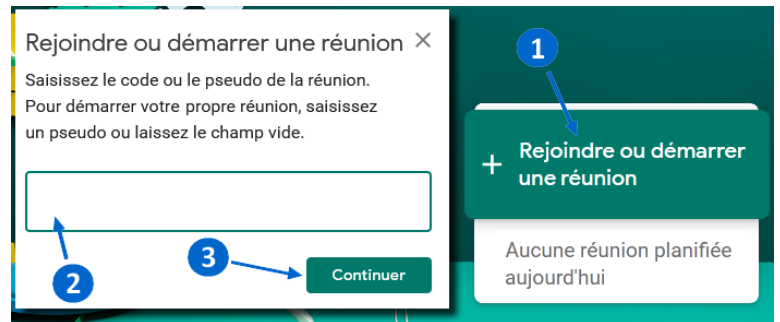 Rejoindre ou démarrer une réunion ×
Saisissez le code ou le pseudo de la réunion.
Pour démarrer votre propre réunion, saisissez
un pseudo ou laissez le champ vide.
2
3
Continuer
1
+ Rejoindre ou démarrer
une réunion
Aucune réunion planifiée
aujourd'hui